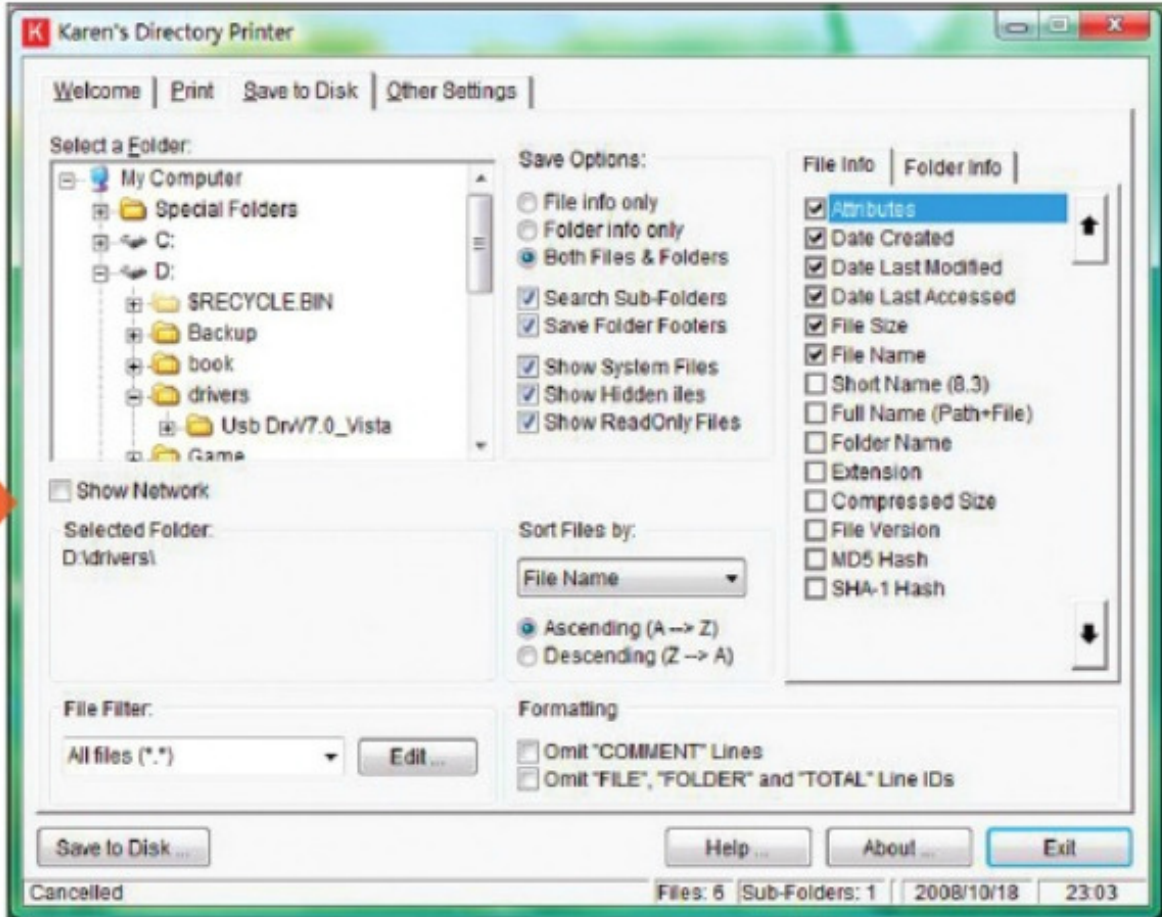 Karen's Directory Printer
Welcome
Print
Save to Disk
Other Settings
Select a Folder:
My Computer
Special Folders
C:
D:
$RECYCLE.BIN
Backup
book
drivers
Usb Drv/7.0_Vista
Game
Show Network
Selected Folder:
D:\drivers\
File Filter:
All files (*.*)
Edit ...
Save Options:
File info only
Folder info only
Both Files & Folders
Search Sub-Folders
Save Folder Footers
Show System Files
Show Hidden iles
Show ReadOnly Files
Sort Files by:
File Name
Ascending (A --> Z)
Descending (Z --> A)
File Info
Folder Info
Attributes
Date Created
Date Last Modified
Date Last Accessed
File Size
File Name
Short Name (8.3)
Full Name (Path+File)
Folder Name
Extension
Compressed Size
File Version
MD5 Hash
SHA-1 Hash
Formatting
Omit "COMMENT" Lines
Omit "FILE", "FOLDER" and "TOTAL" Line IDs
Save to Disk ...
Help ...
About ...
Exit
Cancelled
Files: 6
Sub-Folders: 1
2008/10/18
23:03